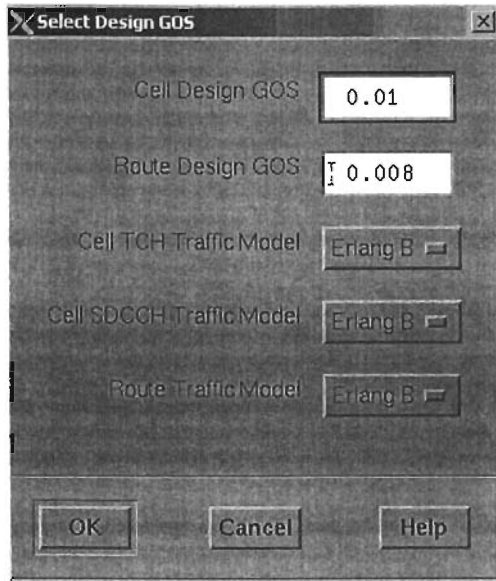 Select Design GOS
Cell Design GOS 0.01
Route Design GOS 0.008
Cell TCH Traffic Model Erlang B
Cell SDCCH Traffic Model Erlang B
Route Traffic Model Erlang B
OK Cancel Help